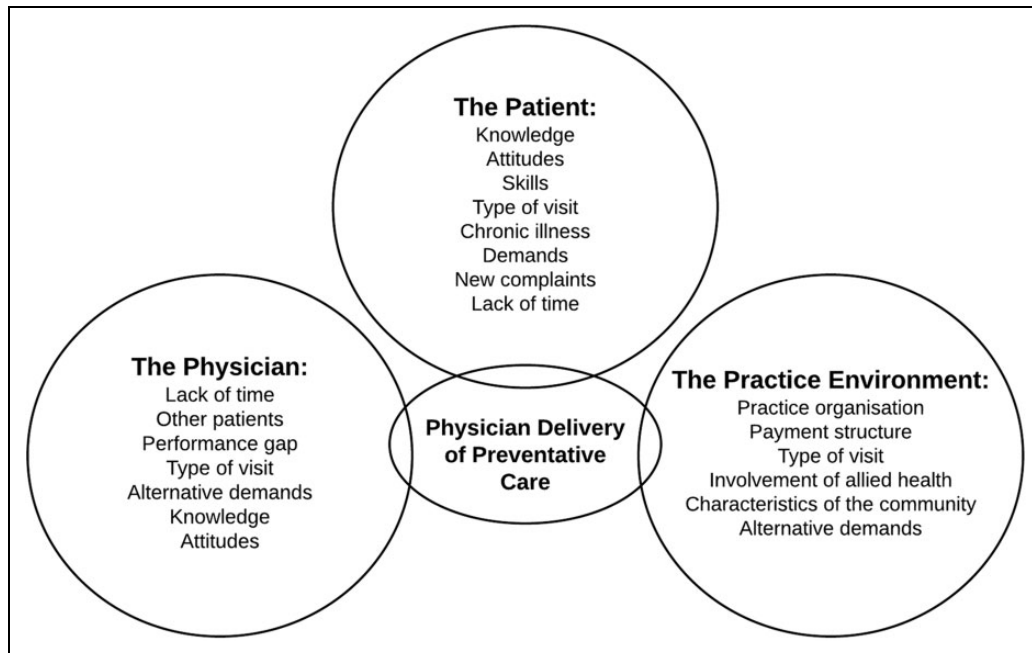 The Patient:
Knowledge
Attitudes
Skills
Type of visit
Chronic illness
Demands
New complaints
Lack of time
The Physician:
Lack of time
Other patients
Performance gap
Type of visit
Alternative demands
Knowledge
Attitudes
Physician Delivery
of Preventative
Care
The Practice Environment:
Practice organisation
Payment structure
Type of visit
Involvement of allied health
Characteristics of the community
Alternative demands